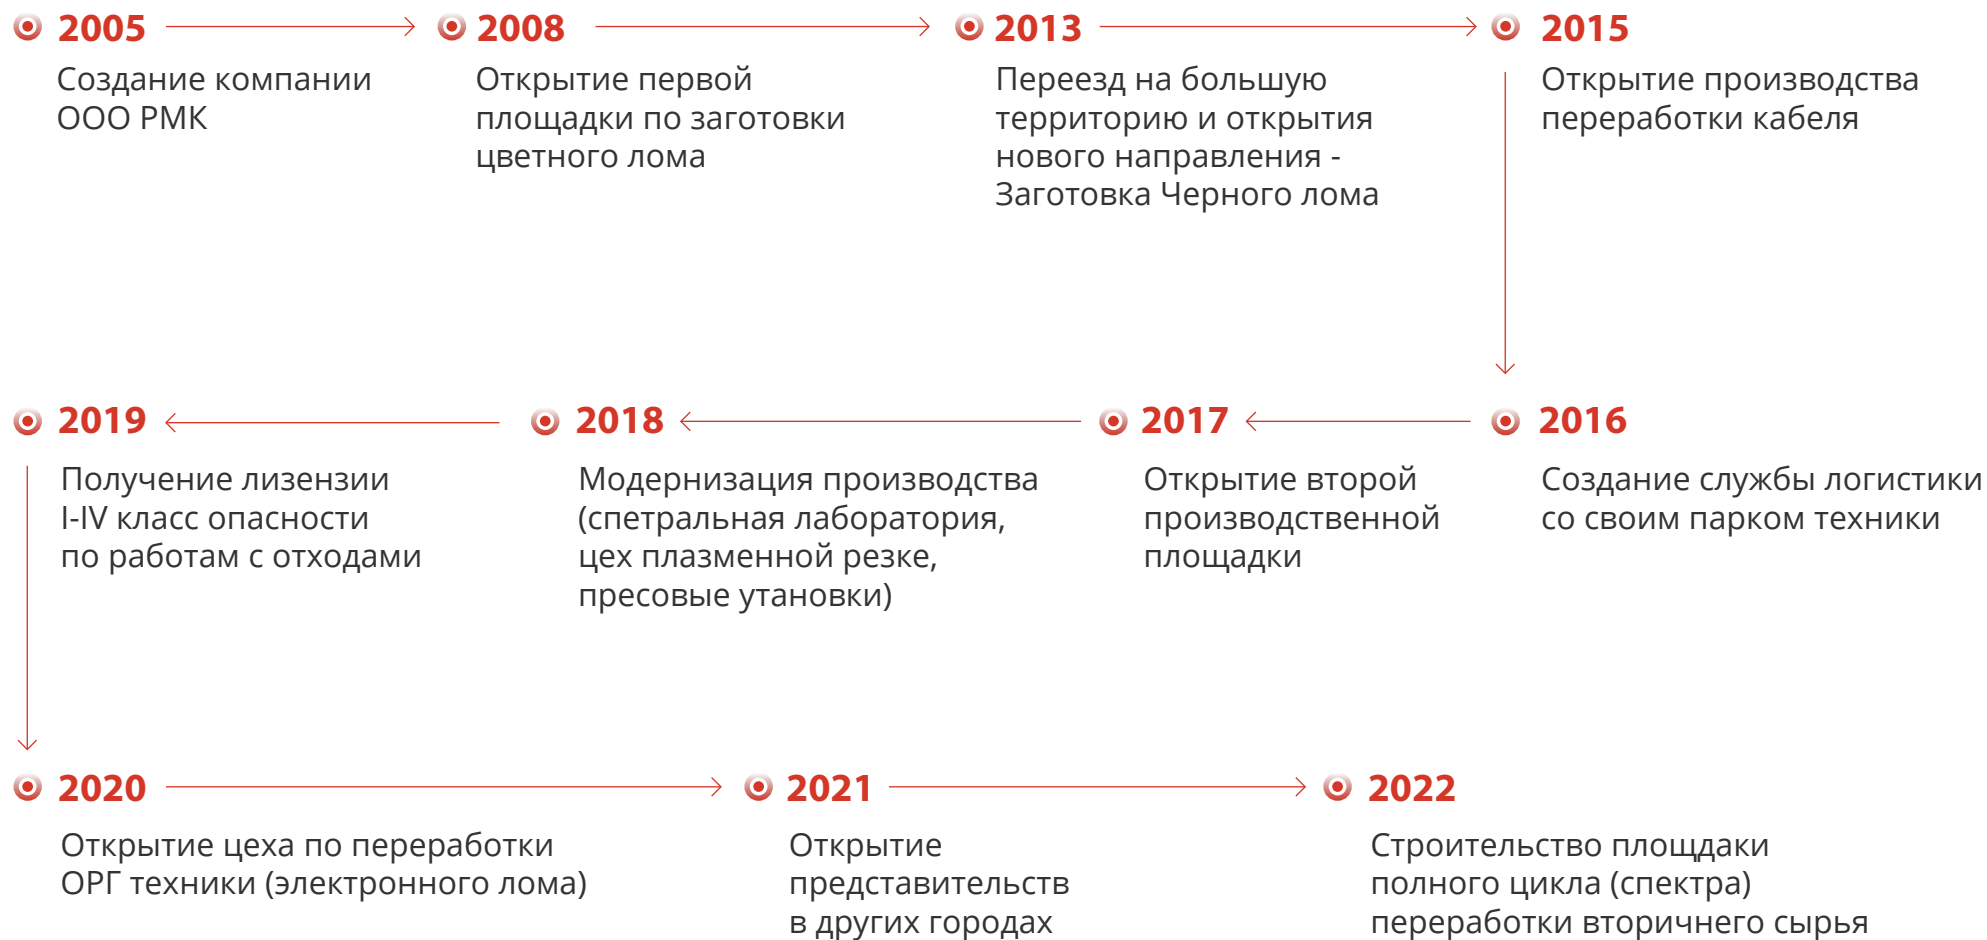 2005
Создание компании
ООО РМК
2008
Открытие первой
площадки по заготовки
цветного лома
2013
Переезд на большую
территорию и открытия
нового направления -
Заготовка Черного лома
2015
Открытие производства
переработки кабеля
2016
Создание службы логистики
со своим парком техники
2017
Открытие второй
производственной
площадки
2018
Модернизация производства
(спетральная лаборатория,
цех плазменной резке,
пресовые утановки)
2019
Получение лизензии
I-IV класс опасности
по работам с отходами
2020
Открытие цеха по переработки
ОРГ техники (электронного лома)
2021
Открытие
представительств
в других городах
2022
Строительство площдаки
полного цикла (спектра)
переработки вторичнего сырья